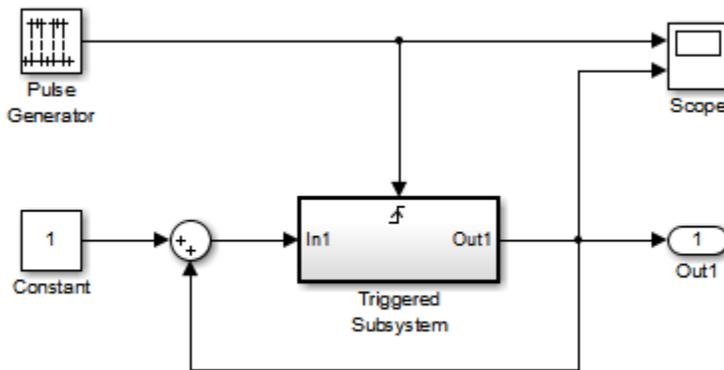 Pulse
Generator
Scope
1
Constant
+
+
In1
Out1
Triggered
Subsystem
1
Out1